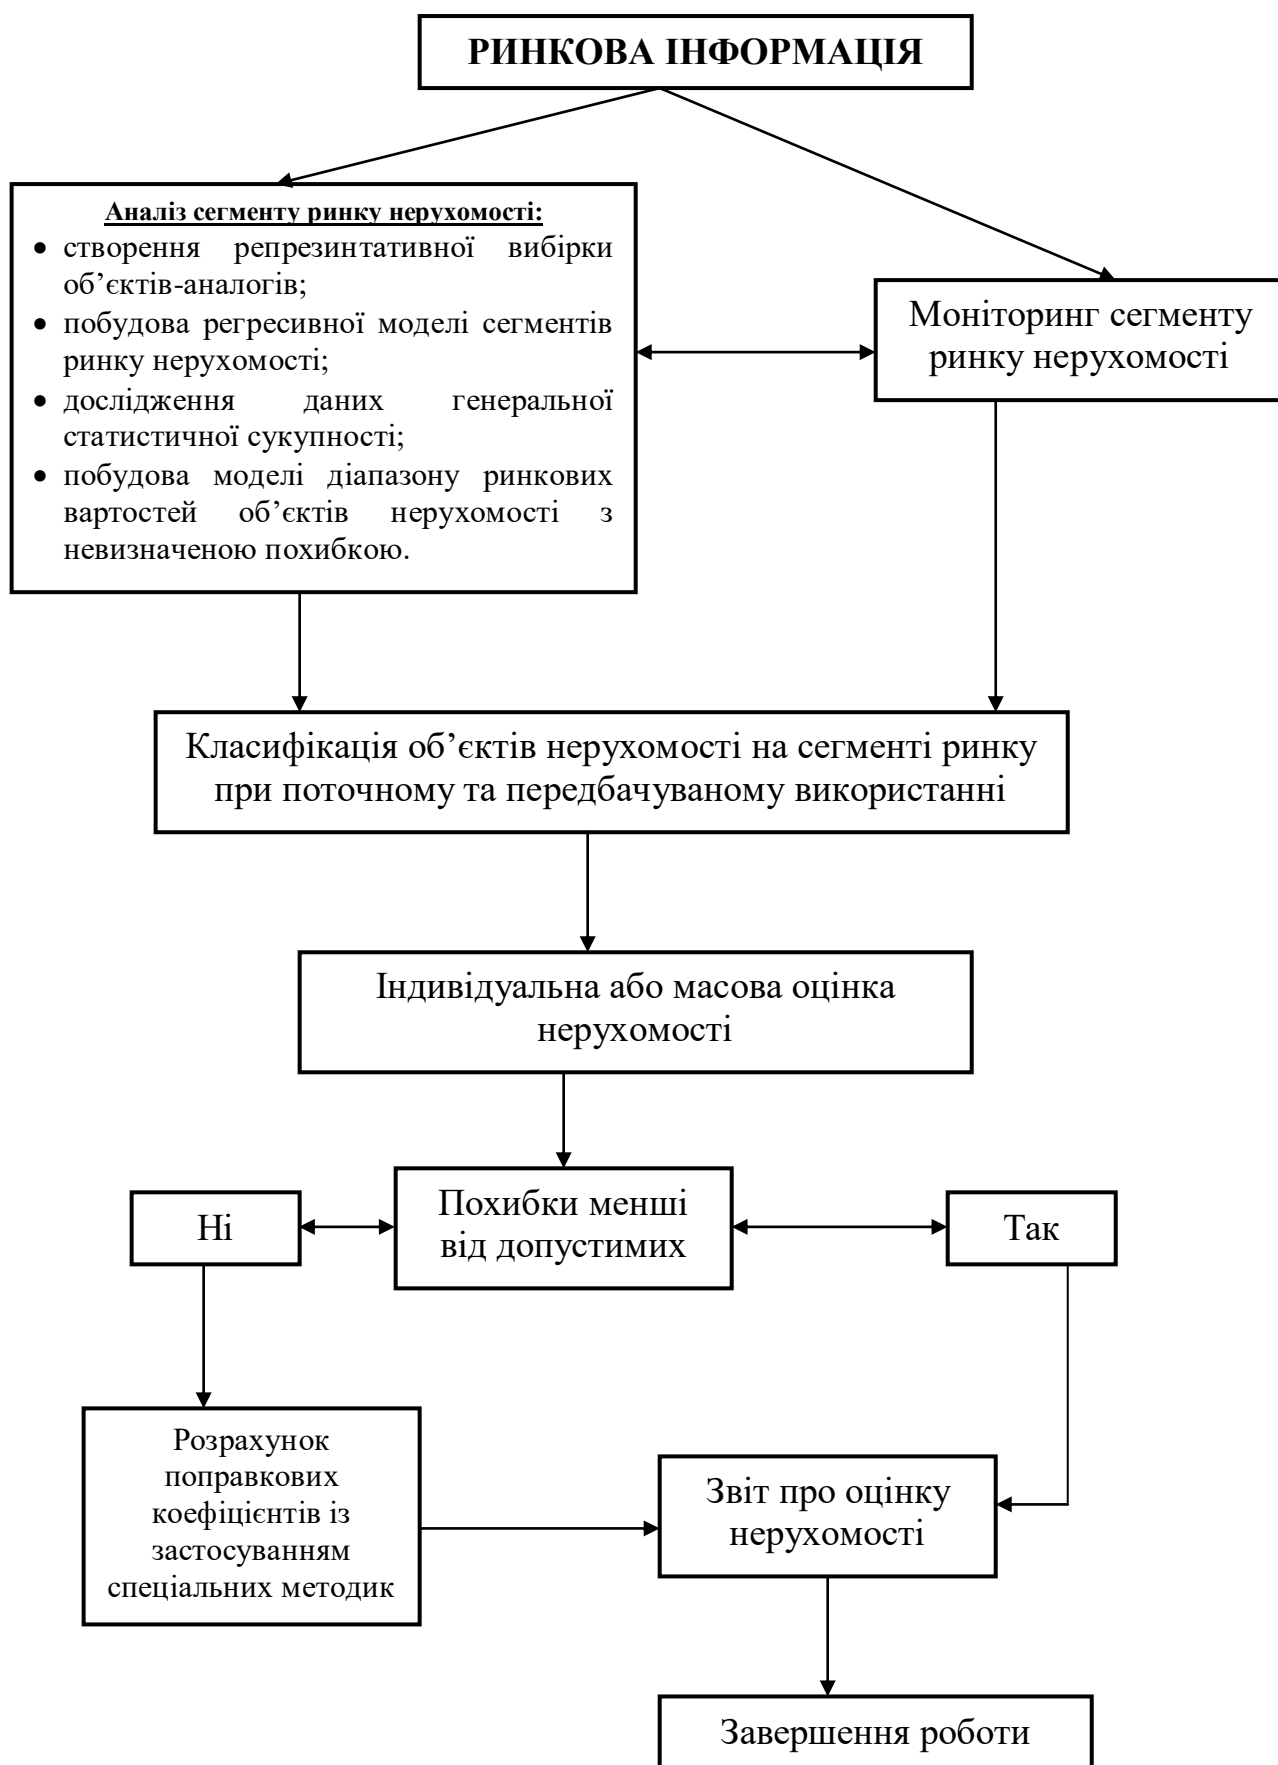 РИНКОВА ІНФОРМАЦІЯ
Аналіз сегменту ринку нерухомості:
• створення репрезинтативної вибірки
об’єктів-аналогів;
• побудова регресивної моделі сегментів
ринку нерухомості;
• дослідження даних генеральної
статистичної сукупності;
• побудова моделі діапазону ринкових
вартостей об’єктів нерухомості з
невизначеною похибкою.
Моніторинг сегменту
ринку нерухомості
Класифікація об’єктів нерухомості на сегменті ринку
при поточному та передбачуваному використанні
Індивідуальна або масова оцінка
нерухомості
Ні
Похибки менші
від допустимих
Так
Розрахунок
поправкових
коефіцієнтів із
застосуванням
спеціальних методик
Звіт про оцінку
нерухомості
Завершення роботи